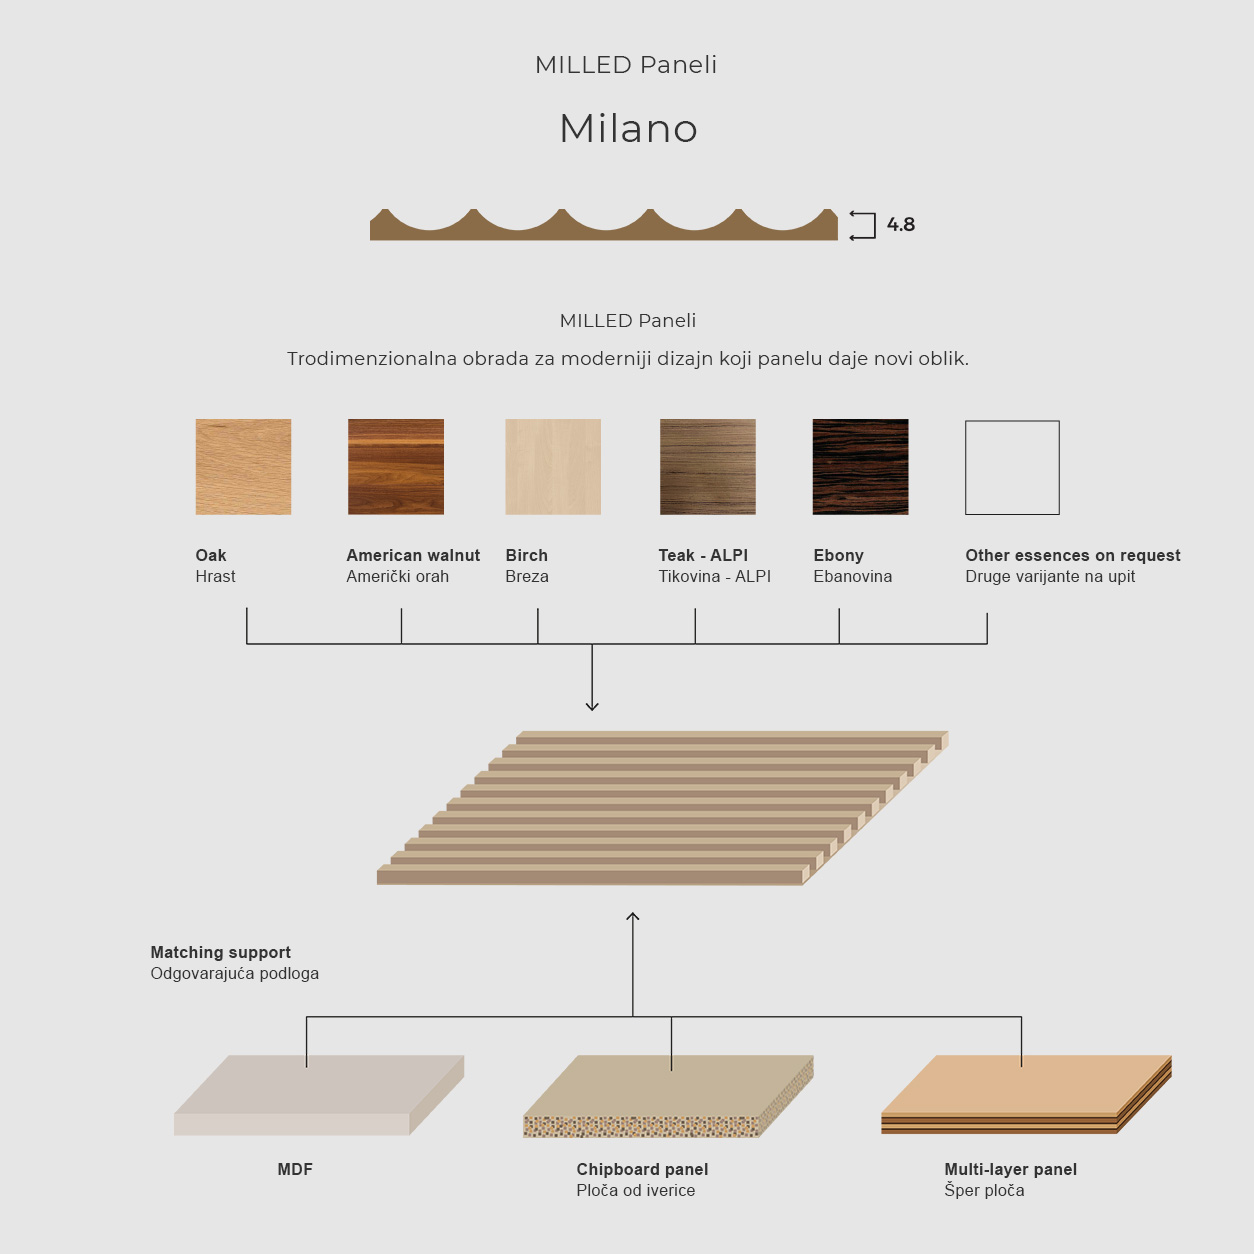 MILLED Paneli
Milano
4.8
MILLED Paneli
Trodimenzionalna obrada za moderniji dizajn koji panelu daje novi oblik.
Oak
Hrast
American walnut
Američki orah
Birch
Breza
Teak - ALPI
Tikovina - ALPI
Ebony
Ebanovina
Other essences on request
Druge varijante na upit
Matching support
Odgovarajuća podloga
MDF
Chipboard panel
Ploča od iverice
Multi-layer panel
Šper ploča